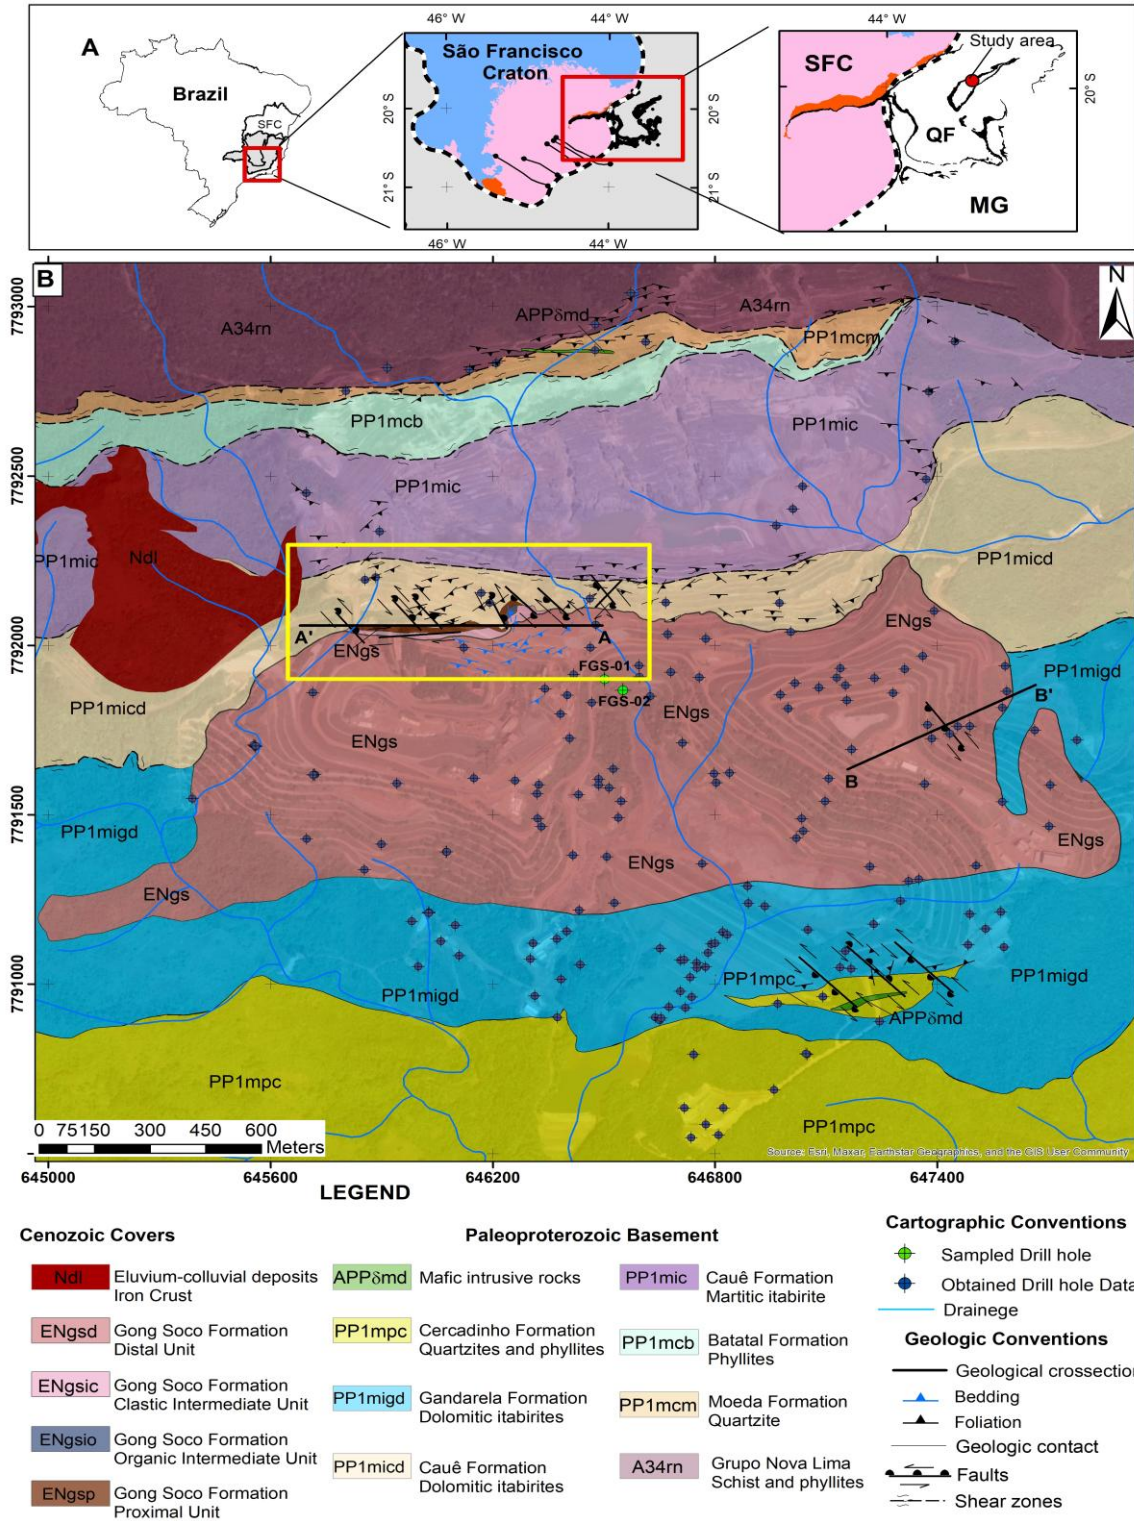 A
Brazil
SFC
46° W
44° W
São Francisco
Craton
20° S
21° S
20° S
21° S
46° W
44° W
44° W
Study area
SFC
20° S
QF
MG
B
N
7793000
7792500
7792000
7791500
7791000
A34rn
APPδmd
A34rn
PP1mcm
PP1mcb
PP1mic
PP1mic
PP1mic
Ndl
PP1micd
A'
A
ENgs
ENgs
FGS-01
FGS-02
PP1migd
PP1micd
B'
ENgs
ENgs
B
PP1migd
ENgs
ENgs
ENgs
PP1mpc
PP1migd
PP1migd
APPδmd
PP1mpc
PP1mpc
0 75 150 300 450 600
Meters
Source: Esri, Maxar, Earthstar Geographics, and the GIS User Community
645000 645600 646200 646800 647400
LEGEND
Cenozoic Covers
Ndl Eluvium-colluvial deposits
Iron Crust
ENgsd Gong Soco Formation
Distal Unit
ENgsic Gong Soco Formation
Clastic Intermediate Unit
ENgsio Gong Soco Formation
Organic Intermediate Unit
ENgsp Gong Soco Formation
Proximal Unit
Paleoproterozoic Basement
APPδmd Mafic intrusive rocks
PP1mpc Cercadinho Formation
Quartzites and phyllites
PP1migd Gandarela Formation
Dolomitic itabirites
PP1micd Cauê Formation
Dolomitic itabirites
PP1mic Cauê Formation
Martitic itabirite
PP1mcb Batatal Formation
Phyllites
PP1mcm Moeda Formation
Quartzite
A34rn Grupo Nova Lima
Schist and phyllites
Cartographic Conventions
Sampled Drill hole
Obtained Drill hole Data
Drainege
Geologic Conventions
Geological crossection
Bedding
Foliation
Geologic contact
Faults
Shear zones